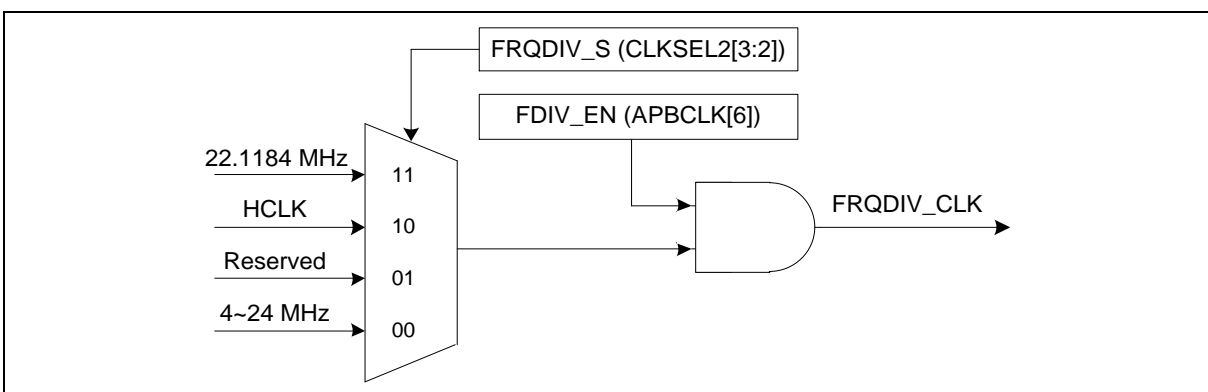 FRQDIV_S (CLKSEL2[3:2])
FDIV_EN (APBCLK[6])
22.1184 MHz
11
HCLK
10
Reserved
01
4~24 MHz
00
FRQDIV_CLK